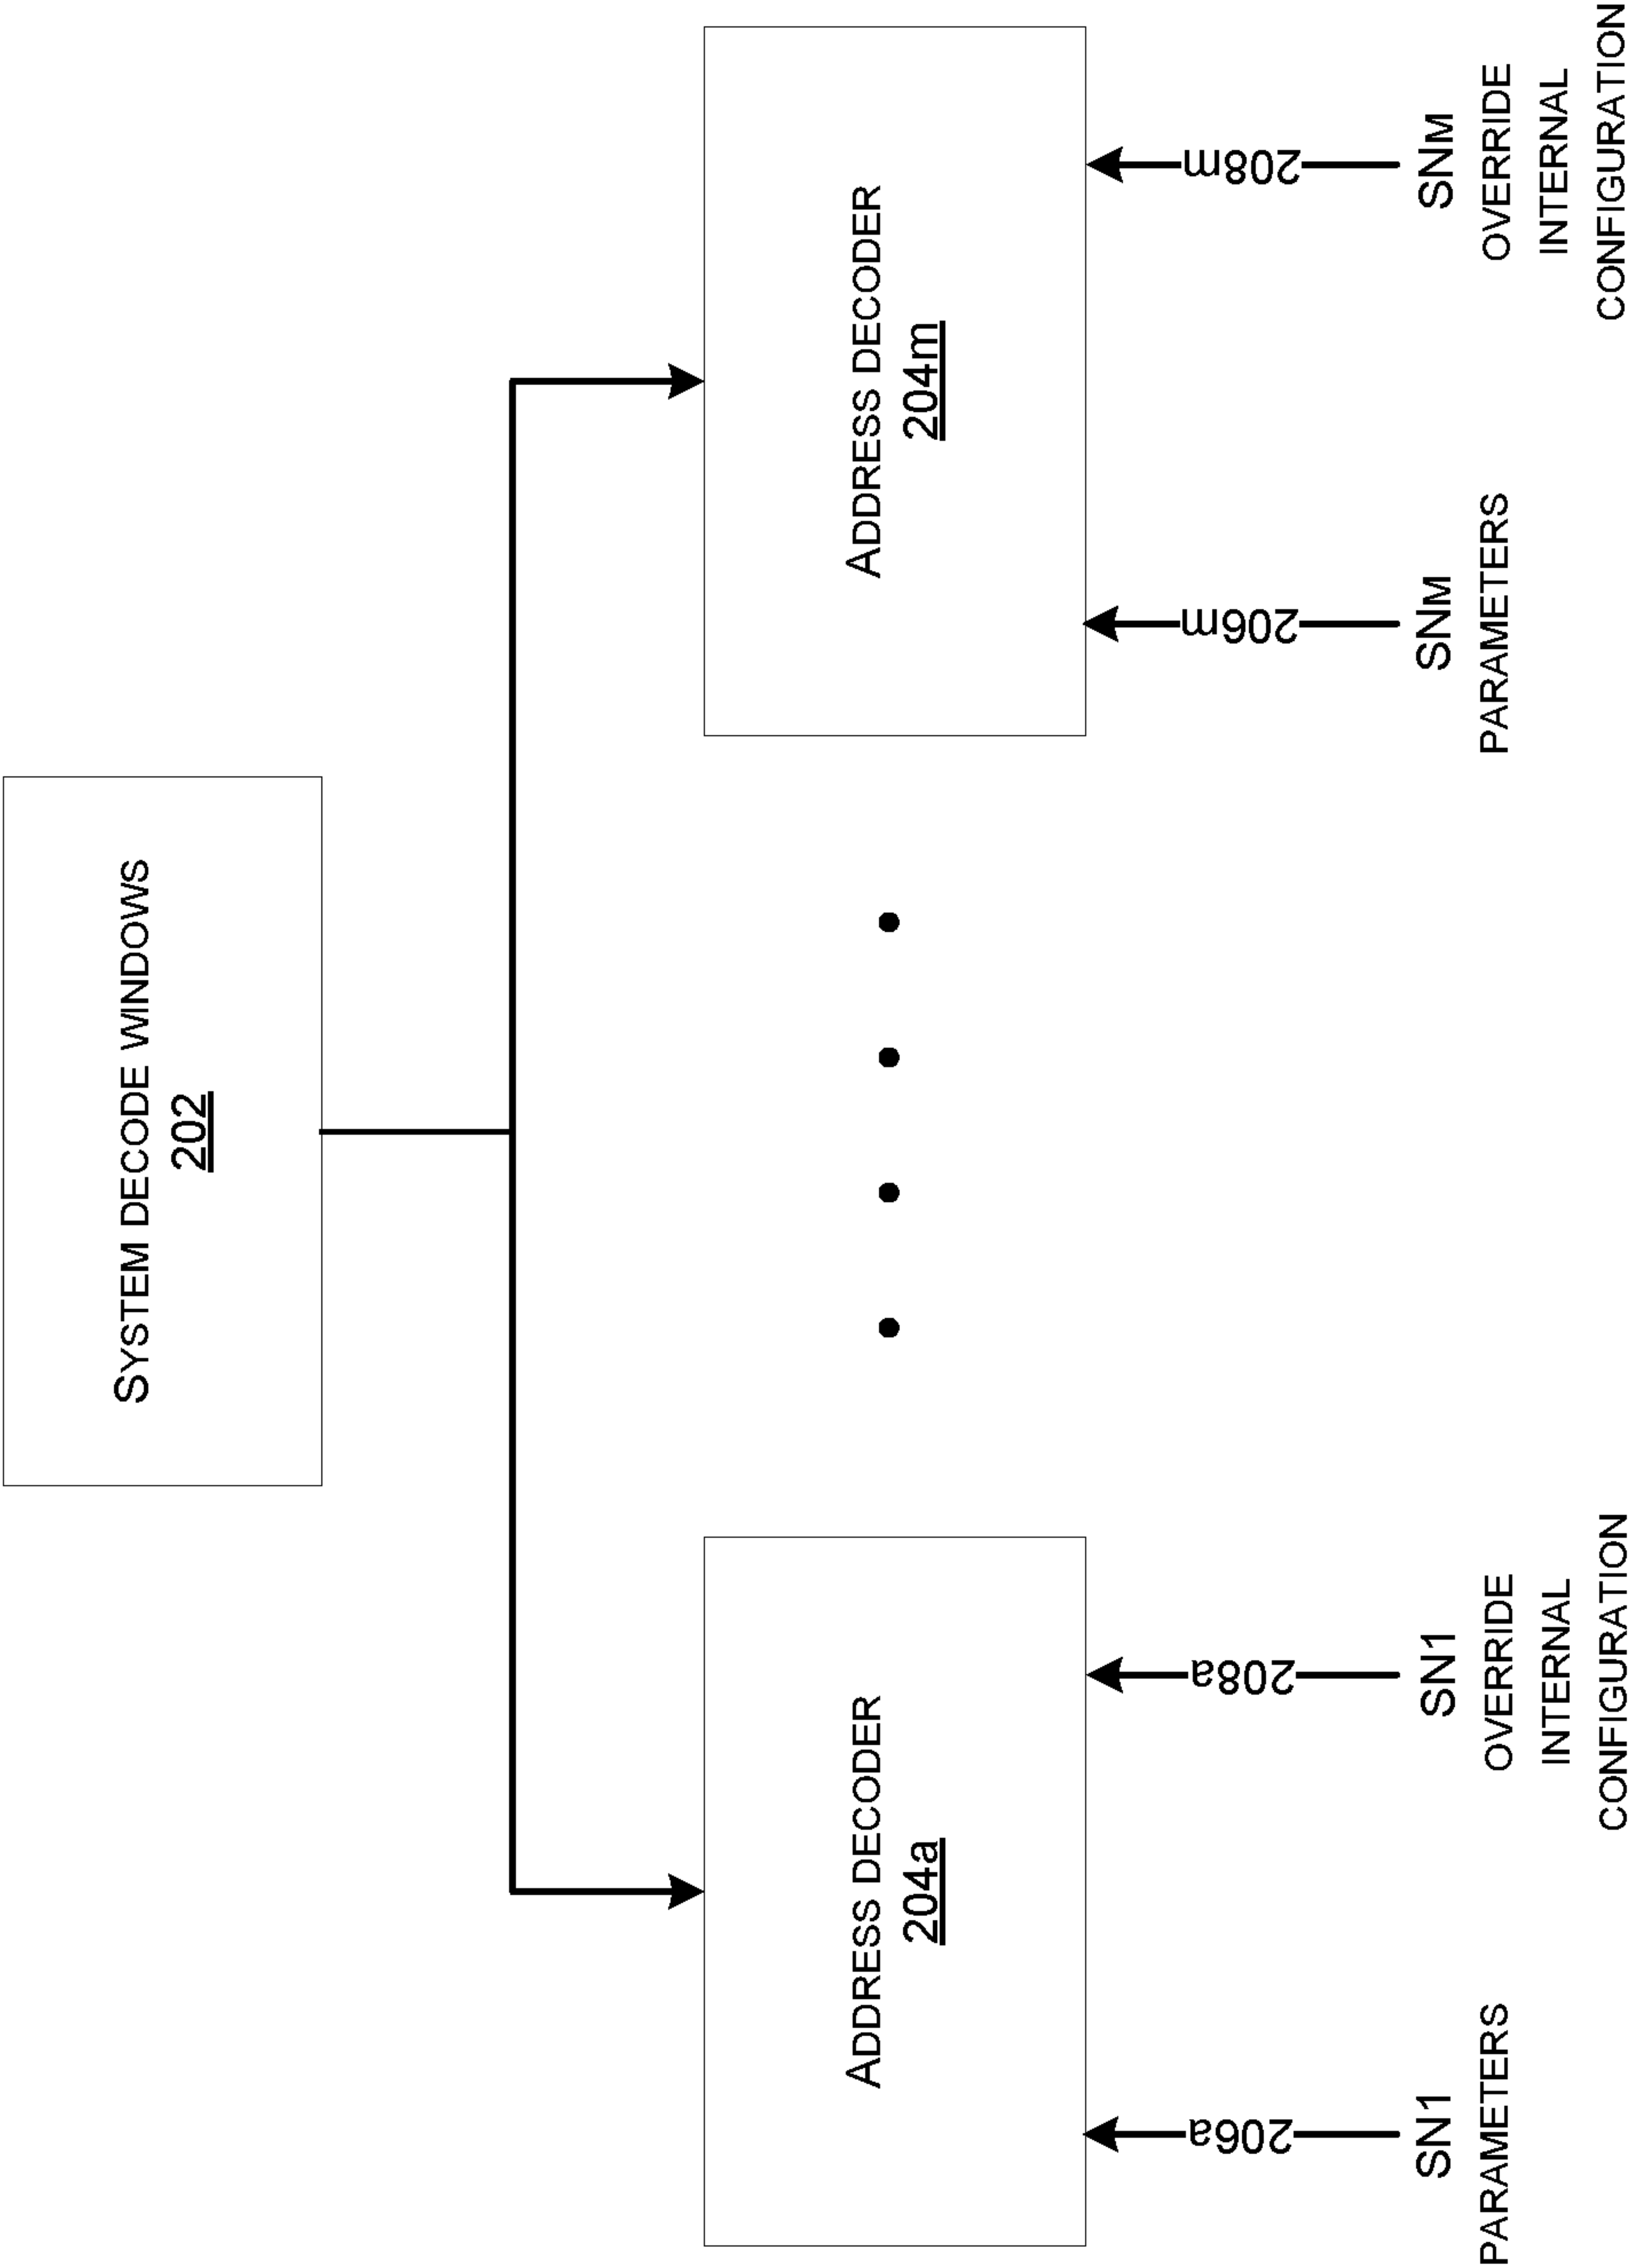 SYSTEM DECODE WINDOWS
202
ADDRESS DECODER
204a
ADDRESS DECODER
204m
206a
208a
206m
208m
SN1
PARAMETERS
SN1
OVERRIDE
INTERNAL
CONFIGURATION
SNM
PARAMETERS
SNM
OVERRIDE
INTERNAL
CONFIGURATION